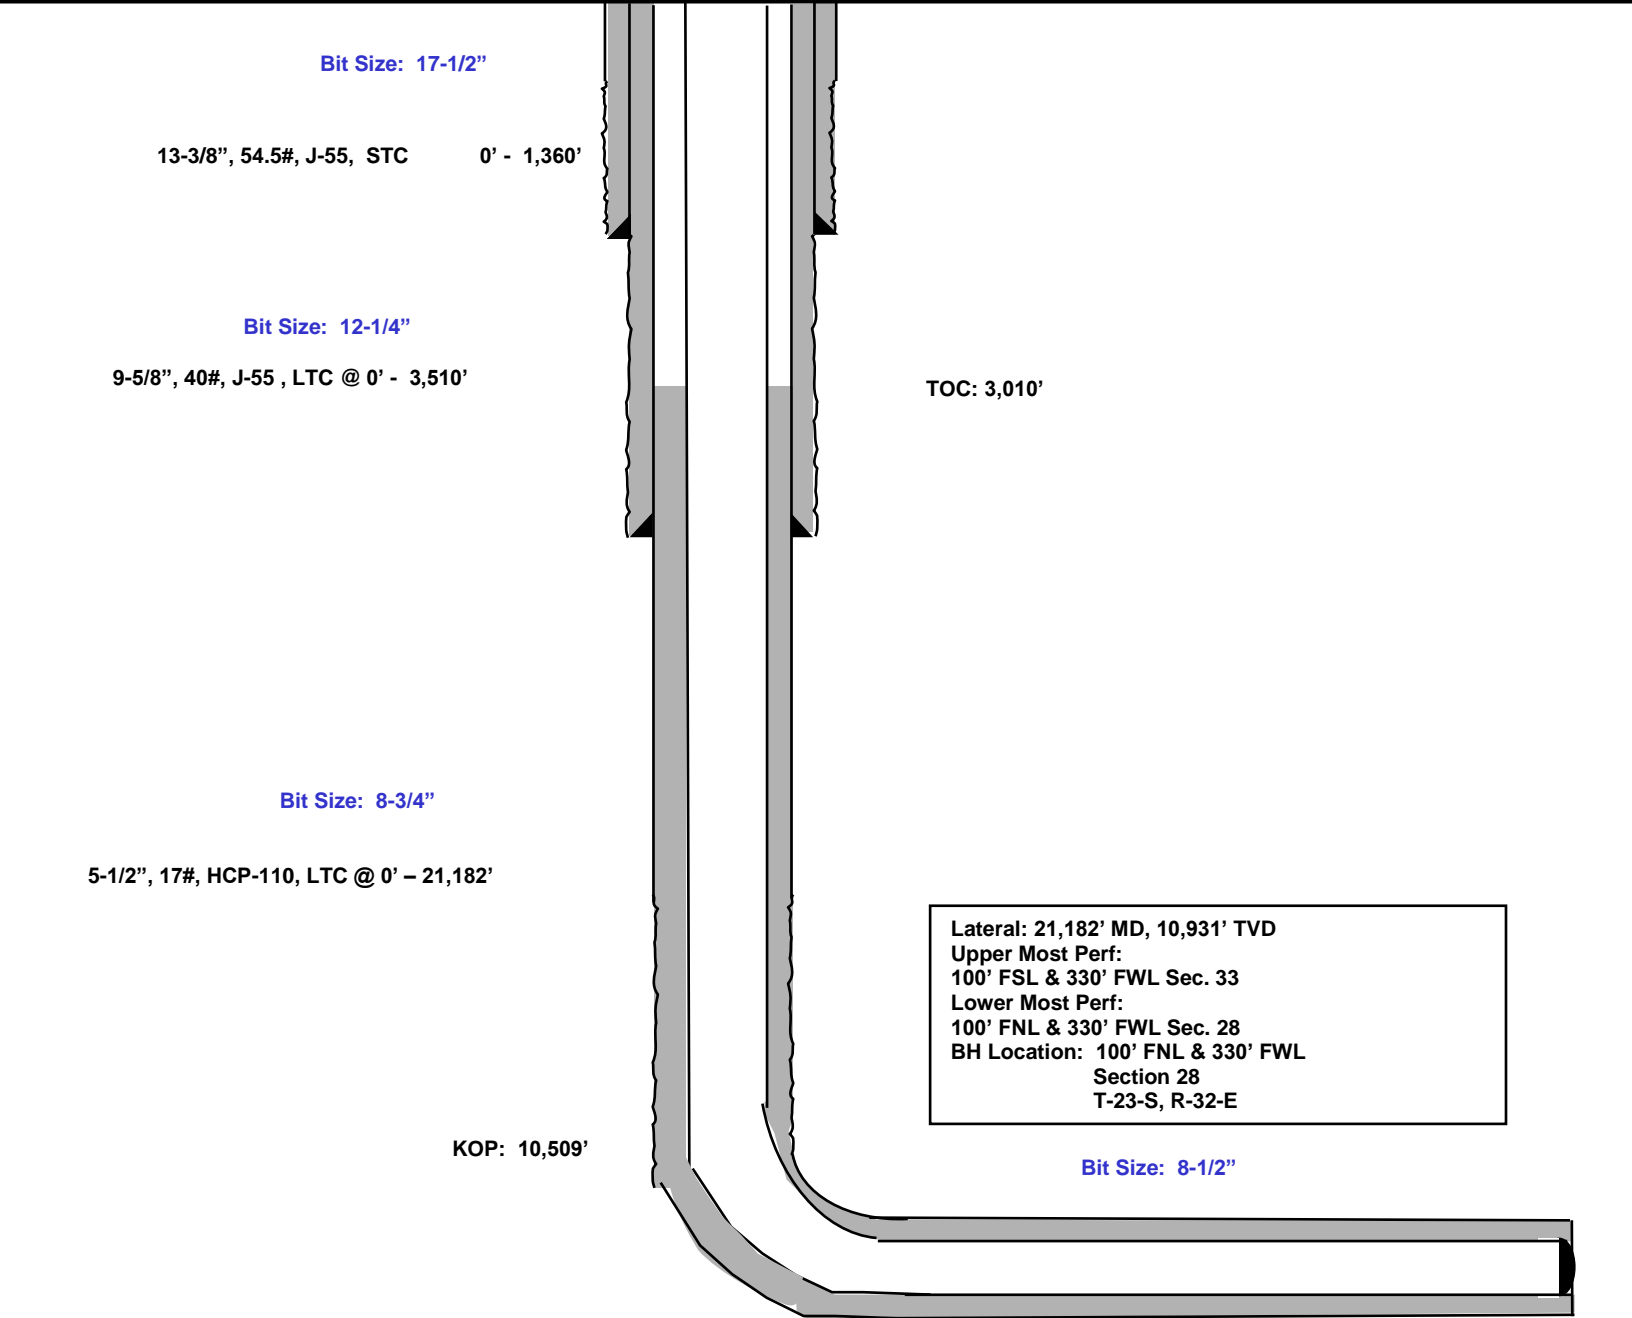 Bit Size:  17-1/2”
13-3/8”, 54.5#, J-55,  STC 0’ -  1,360’
Bit Size:  12-1/4”
9-5/8”, 40#, J-55 , LTC @ 0’ -  3,510’
TOC: 3,010’
Bit Size:  8-3/4”
5-1/2”, 17#, HCP-110, LTC @ 0’ – 21,182’
Lateral: 21,182’ MD, 10,931’ TVD
Upper Most Perf:
100’ FSL & 330’ FWL Sec. 33
Lower Most Perf:
100’ FNL & 330’ FWL Sec. 28
BH Location:  100’ FNL & 330’ FWL
Section 28
T-23-S, R-32-E
KOP:  10,509’
Bit Size:  8-1/2”